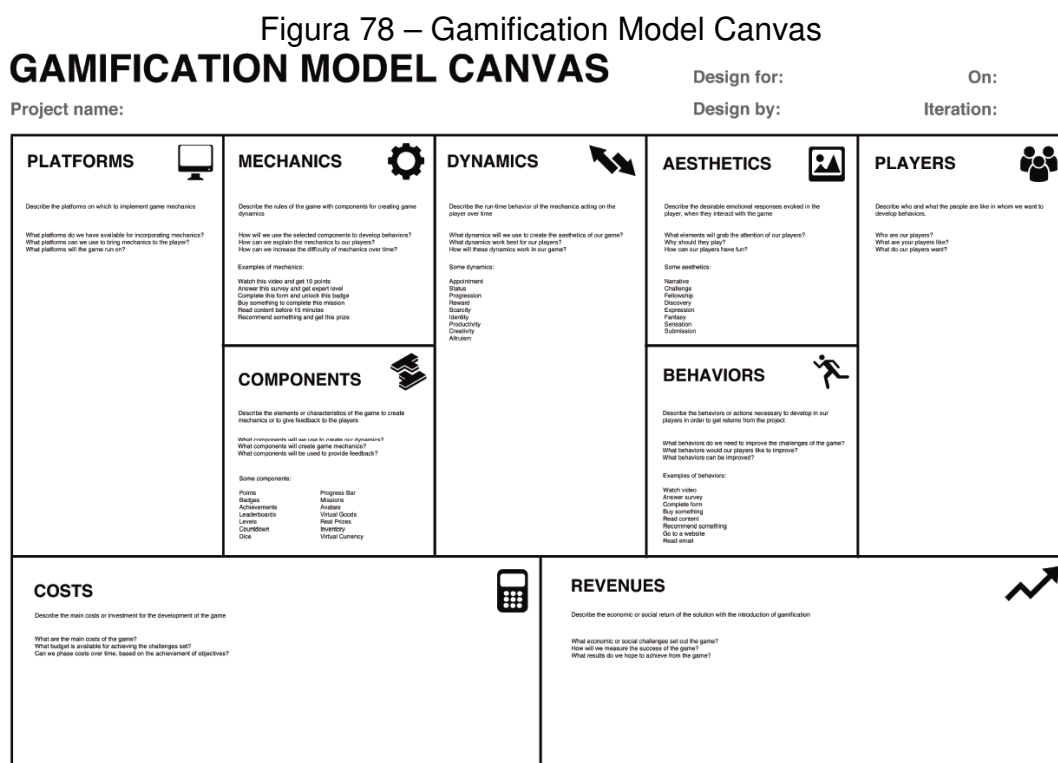 Figura 78 – Gamification Model Canvas
GAMIFICATION MODEL CANVAS
Design for:
On:
Project name:
Design by:
Iteration:
PLATFORMS
Describe the platforms on which to implement game mechanics
What platforms do we have available for incorporating mechanics?
What platforms can we use to bring mechanics to the player?
What platforms will the game run on?
MECHANICS
Describe the rules of the game with components for creating game
dynamics
How will we use the selected components to develop behaviors?
How can we explain the mechanics to our players?
How can we increase the difficulty of mechanics over time?
Examples of mechanics:
Watch this video and get 10 points
Answer this survey and get expert level
Complete this form and unlock this badge
Buy something to complete this mission
Read content before 15 minutes
Recommend something and get this prize
COMPONENTS
Describe the elements or characteristics of the game to create
mechanics or to give feedback to the players
What components will we use to create our dynamics?
What components will create game mechanics?
What components will be used to provide feedback?
Some components:
Points
Badges
Achievements
Leaderboards
Levels
Countdown
Dice
Progress Bar
Missions
Avatars
Virtual Goods
Real Prizes
Inventory
Virtual Currency
DYNAMICS
Describe the run-time behavior of the mechanics acting on the
player over time
What dynamics will we use to create the aesthetics of our game?
What dynamics work best for our players?
How will these dynamics work in our game?
Some dynamics:
Appointment
Status
Progression
Reward
Scarcity
Identity
Productivity
Creativity
Altruism
AESTHETICS
Describe the desirable emotional responses evoked in the
player, when they interact with the game
What elements will grab the attention of our players?
Why should they play?
How can our players have fun?
Some aesthetics:
Narrative
Challenge
Fellowship
Discovery
Expression
Fantasy
Sensation
Submission
BEHAVIORS
Describe the behaviors or actions necessary to develop in our
players in order to get returns from the project
What behaviors do we need to improve the challenges of the game?
What behaviors would our players like to improve?
What behaviors can be improved?
Examples of behaviors:
Watch video
Answer survey
Complete form
Buy something
Read content
Recommend something
Go to a website
Read email
PLAYERS
Describe who and what the people are like in whom we want to
develop behaviors.
Who are our players?
What are your players like?
What do our players want?
COSTS
Describe the main costs or investment for the development of the game
What are the main costs of the game?
What budget is available for achieving the challenges set?
Can we phase costs over time, based on the achievement of objectives?
REVENUES
Describe the economic or social return of the solution with the introduction of gamification
What economic or social challenges set out the game?
How will we measure the success of the game?
What results do we hope to achieve from the game?